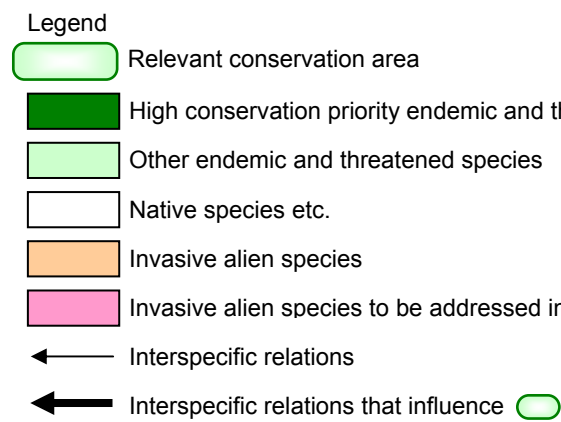 Legend
Relevant conservation area
High conservation priority endemic and
Other endemic and threatened species
Native species etc.
Invasive alien species
Invasive alien species to be addressed
Interspecific relations
Interspecific relations that influence